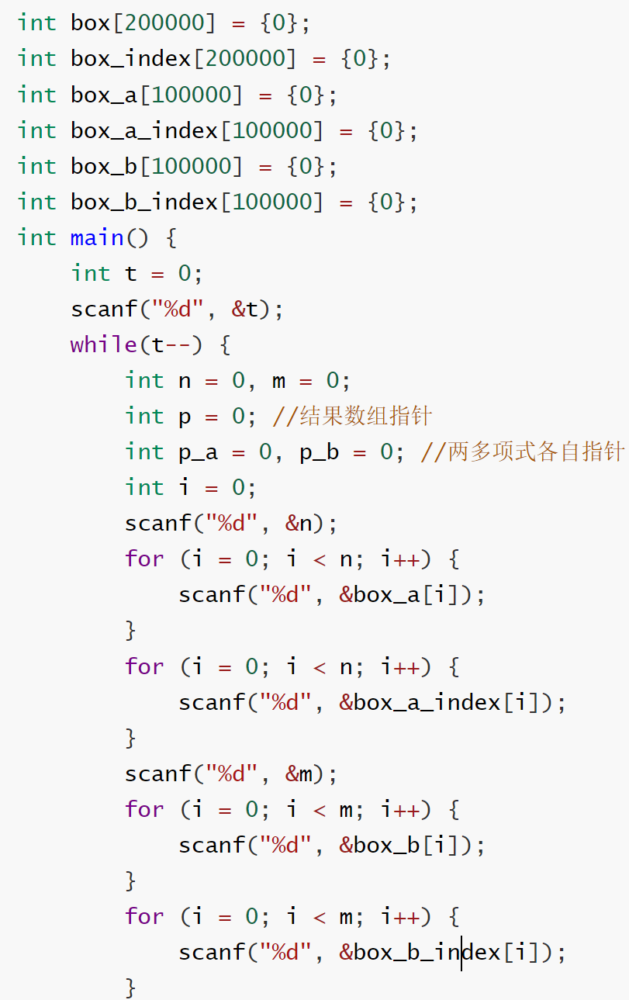 int box[200000] = {0};
int box_index[200000] = {0};
int box_a[100000] = {0};
int box_a_index[100000] = {0};
int box_b[100000] = {0};
int box_b_index[100000] = {0};
int main() {
    int t = 0;
    scanf("%d", &t);
    while(t--) {
        int n = 0, m = 0;
        int p = 0; //结果数组指针
        int p_a = 0, p_b = 0; //两多项式各自指针
        int i = 0;
        scanf("%d", &n);
        for (i = 0; i < n; i++) {
            scanf("%d", &box_a[i]);
        }
        for (i = 0; i < n; i++) {
            scanf("%d", &box_a_index[i]);
        }
        scanf("%d", &m);
        for (i = 0; i < m; i++) {
            scanf("%d", &box_b[i]);
        }
        for (i = 0; i < m; i++) {
            scanf("%d", &box_b_index[i]);
        }